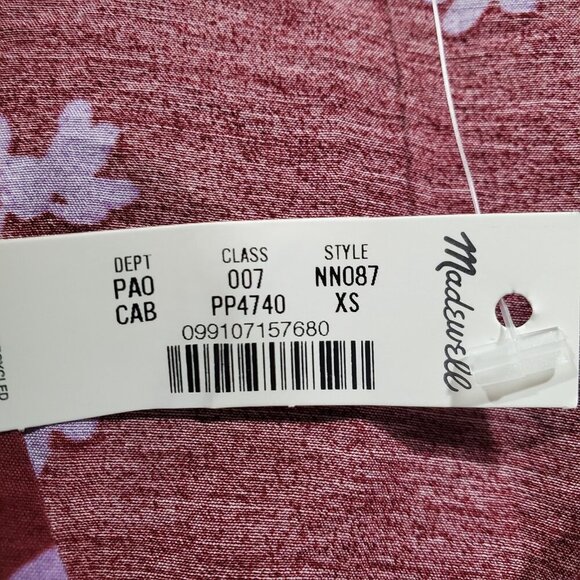 DEPT CLASS STYLE
PAO 007 NN087
CAB PP4740 XS
099107157680
Madewell